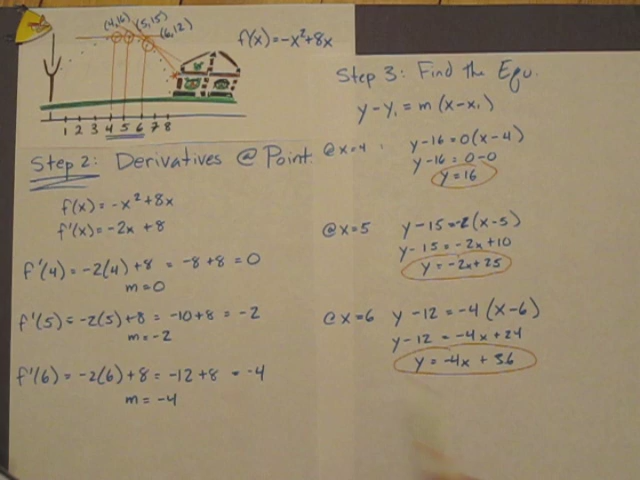 (4,16) (5,15)
(6,12)
f(x)=-x²+8x
1 2 3 4 5 6 7 8
Step 2: Derivatives @ Point.
f(x)=-x²+8x
f'(x)=-2x +8
f'(4)=-2(4)+8 = -8+8 = 0
m=0
f'(5)=-2(5)+8 = -10+8 = -2
m=-2
f'(6)=-2(6)+8 = -12+8 = -4
m=-4
Step 3: Find the Equ.
y-y₁=m(x-x₁)
@x=4 y-16=0(x-4)
y-16=0-0
y=16
@x=5 y-15=-2(x-5)
y-15=-2x+10
y=-2x+25
@x=6 y-12=-4(x-6)
y-12=-4x+24
y=-4x+36